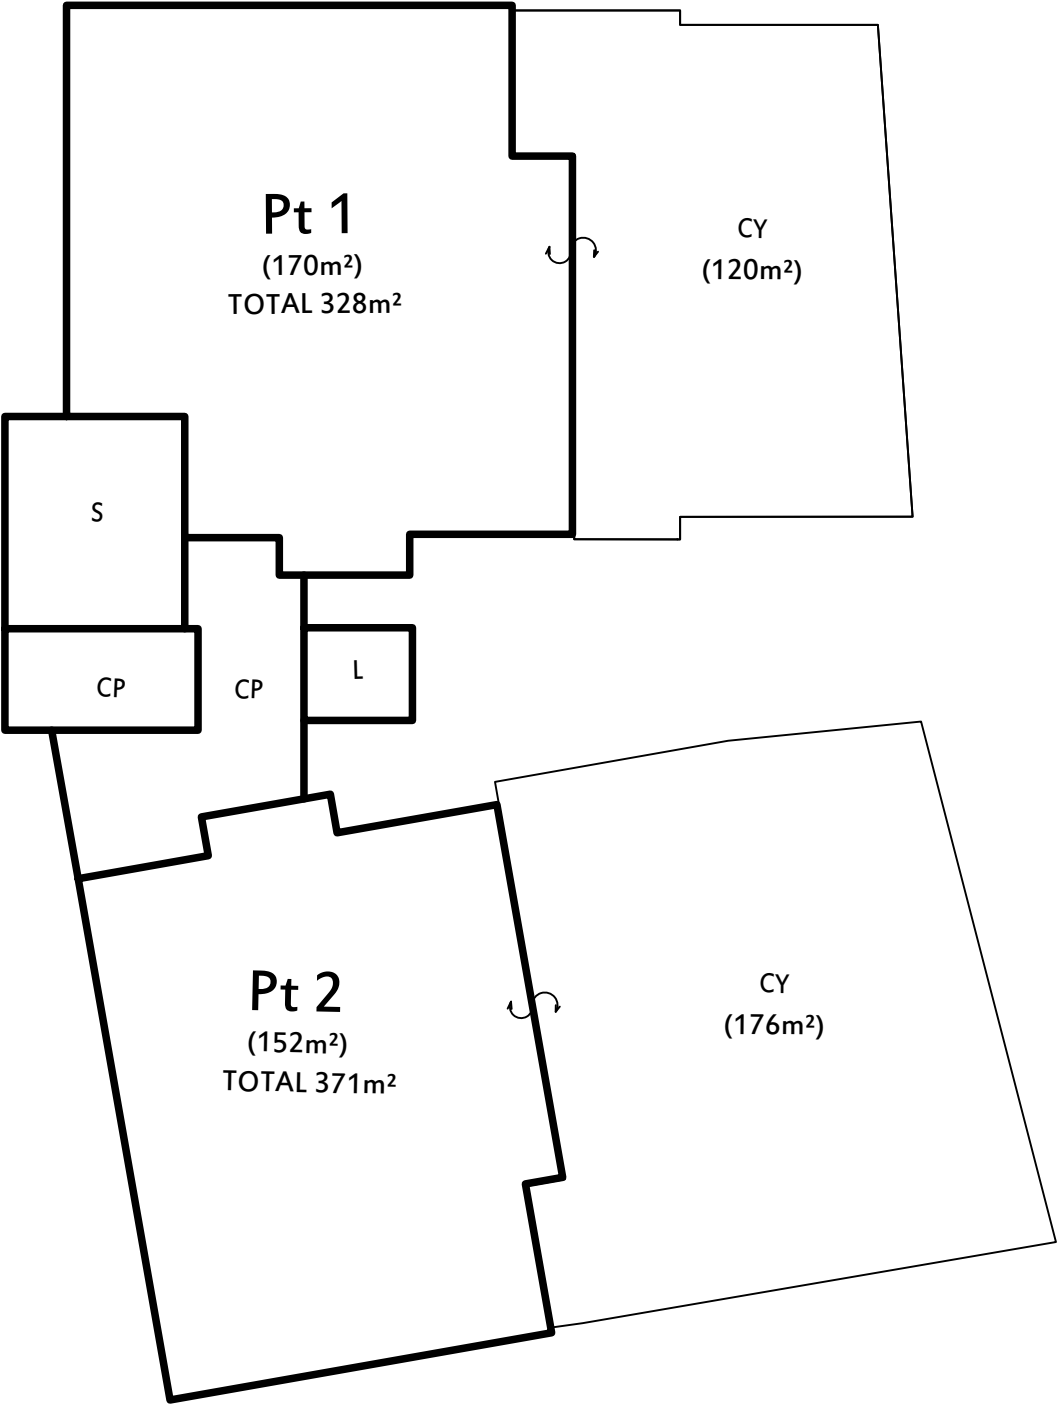 Pt 1
(170m²)
TOTAL 328m²
CY
(120m²)
S
CP
CP
L
Pt 2
(152m²)
TOTAL 371m²
CY
(176m²)